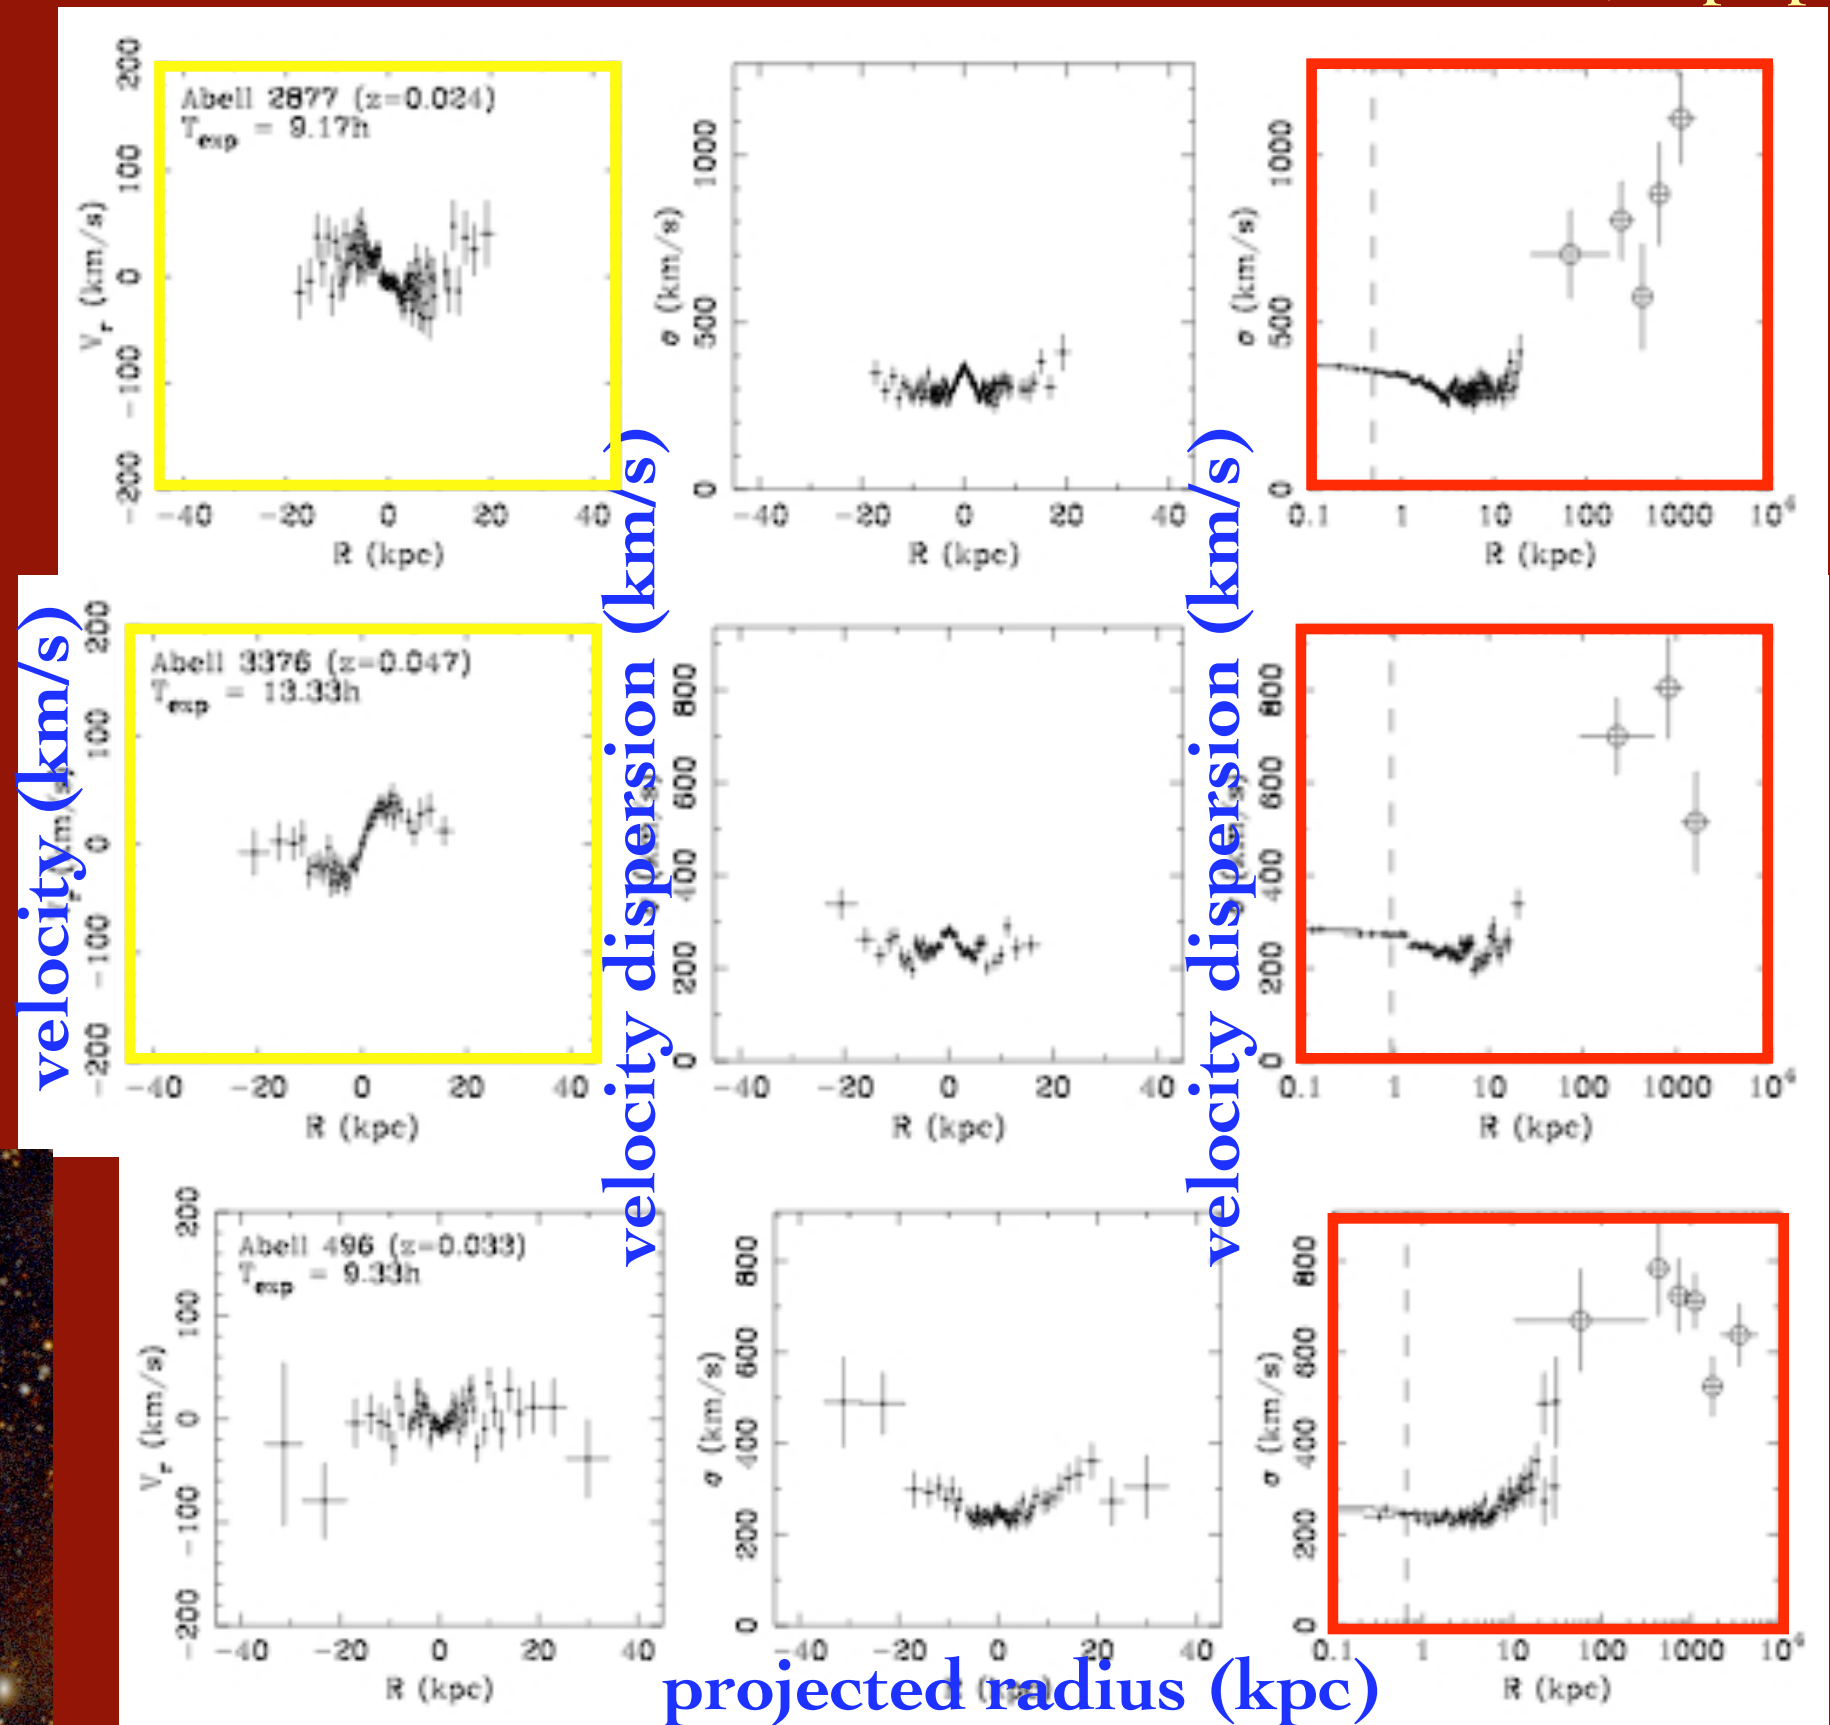 Abell 2877 (z=0.024)
T_exp = 9.17h
V_r (km/s)
200
100
0
-100
-200
-40 -20 0 20 40
R (kpc)
σ (km/s)
1000
500
0
-40 -20 0 20 40
R (kpc)
σ (km/s)
1000
500
0
0.1 1 10 100 1000 10⁴
R (kpc)
velocity (km/s)
velocity dispersion (km/s)
velocity dispersion (km/s)
Abell 3376 (z=0.047)
T_exp = 13.33h
200
100
0
-100
-200
-40 -20 0 20 40
R (kpc)
800
600
400
200
0
-40 -20 0 20 40
R (kpc)
800
600
400
200
0
0.1 1 10 100 1000 10⁴
R (kpc)
Abell 496 (z=0.033)
T_exp = 9.33h
V_r (km/s)
200
100
0
-100
-200
-40 -20 0 20 40
R (kpc)
σ (km/s)
800
600
400
200
0
-40 -20 0 20 40
σ (km/s)
800
600
400
200
0
0.1 1 10 100 1000 10⁴
R (kpc)
projected radius (kpc)